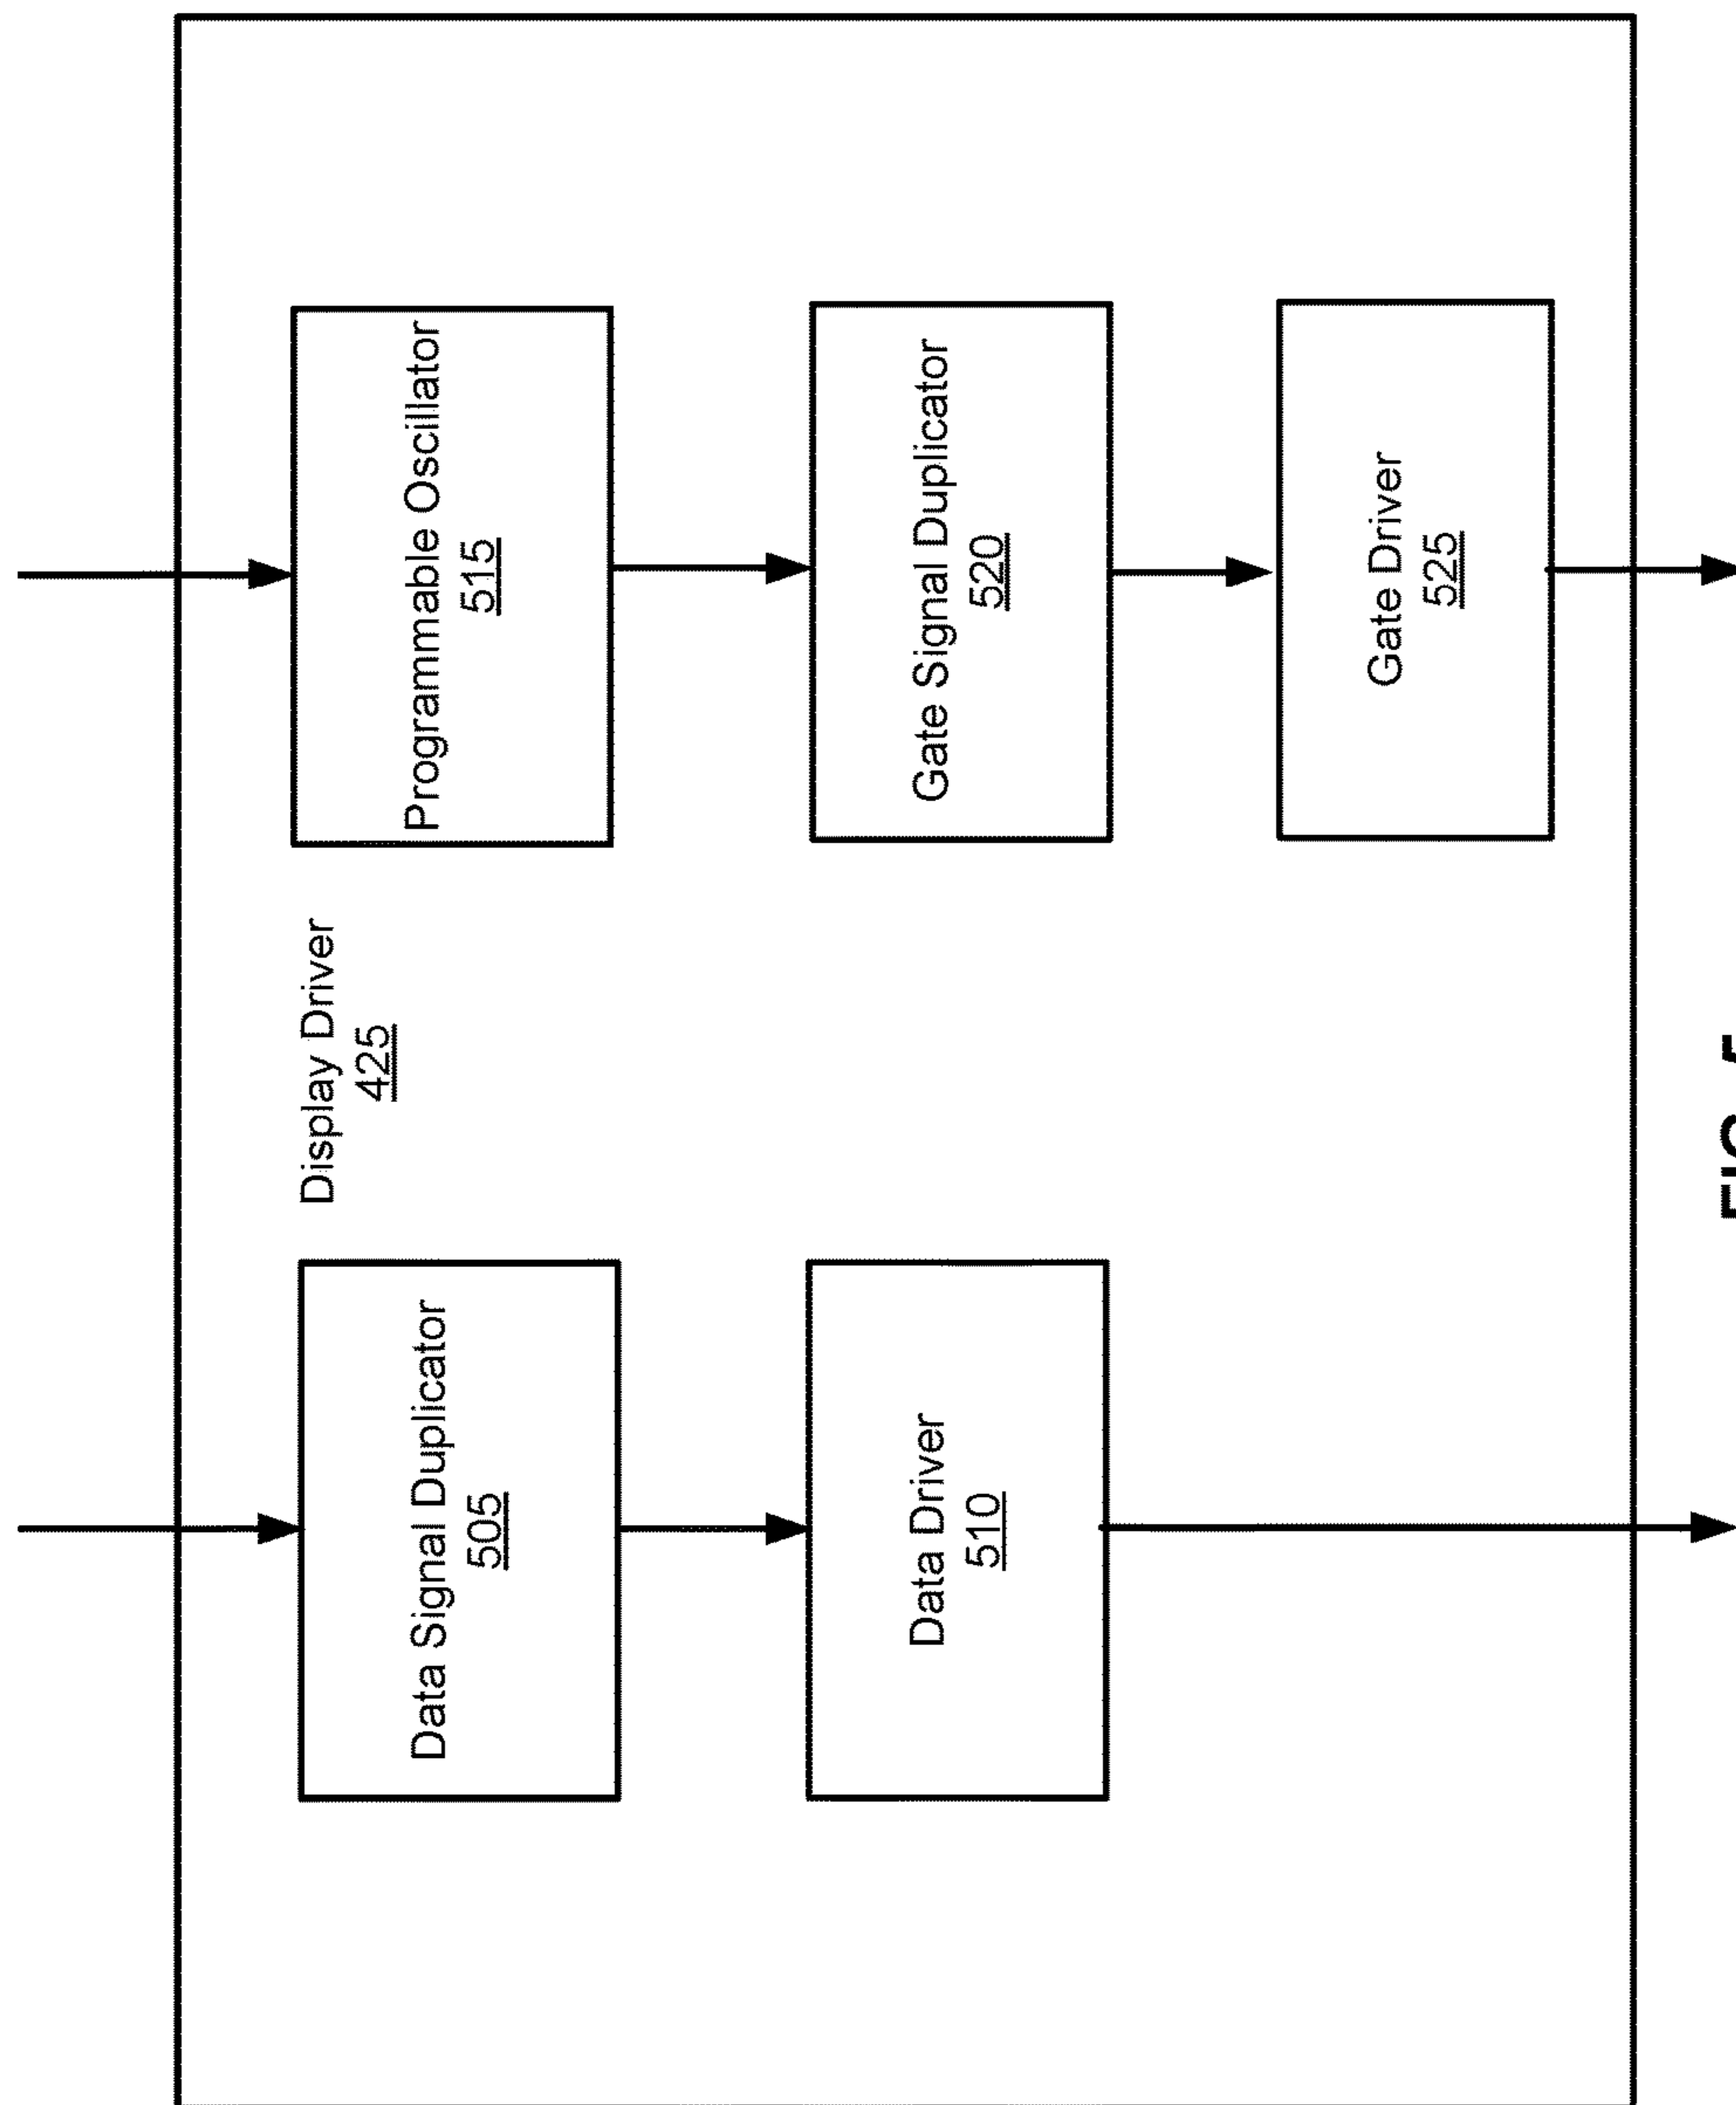 Data Signal Duplicator
505
Display Driver
425
Programmable Oscillator
515
Data Driver
510
Gate Signal Duplicator
520
Gate Driver
525